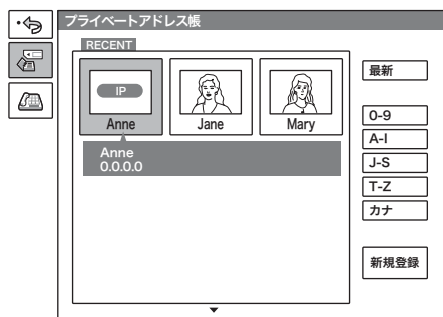 プライベートアドレス帳
RECENT
IP
Anne
Jane
Mary
Anne
0.0.0.0
最新
0-9
A-I
J-S
T-Z
カナ
新規登録